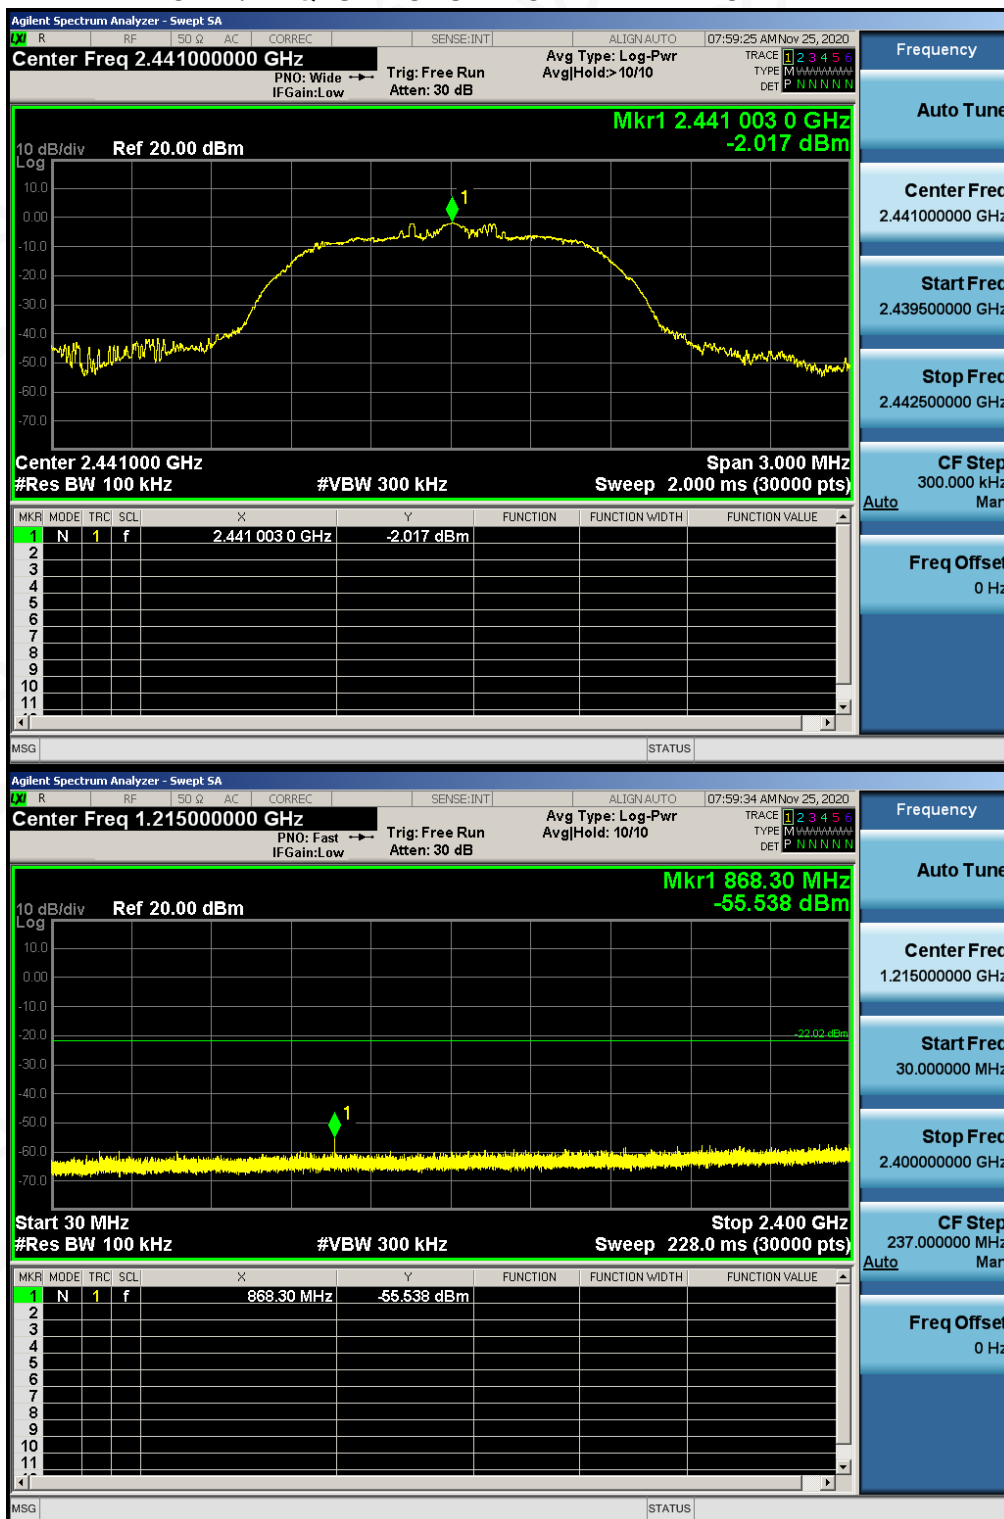 Agilent Spectrum Analyzer - Swept SA
LXI R RF 50 Ω AC CORREC SENSE:INT ALIGN AUTO 07:59:25 AM Nov 25, 2020
Center Freq 2.441000000 GHz
PNO: Wide
IFGain:Low
Trig: Free Run
Atten: 30 dB
Avg Type: Log-Pwr
Avg|Hold:>10/10
TRACE 1 2 3 4 5 6
TYPE M WWWWW
DET P N N N N N
Mkr1 2.441 003 0 GHz
-2.017 dBm
10 dB/div Ref 20.00 dBm
Log
10.0
0.00
-10.0
-20.0
-30.0
-40.0
-50.0
-60.0
-70.0
1
Center 2.441000 GHz Span 3.000 MHz
#Res BW 100 kHz #VBW 300 kHz Sweep 2.000 ms (30000 pts)
MKR MODE TRC SCL X Y FUNCTION FUNCTION WIDTH FUNCTION VALUE
1 N 1 f 2.441 003 0 GHz -2.017 dBm
2
3
4
5
6
7
8
9
10
11
MSG STATUS
Frequency
Auto Tune
Center Freq
2.441000000 GHz
Start Freq
2.439500000 GHz
Stop Freq
2.442500000 GHz
CF Step
300.000 kHz
Auto Man
Freq Offset
0 Hz
Agilent Spectrum Analyzer - Swept SA
LXI R RF 50 Ω AC CORREC SENSE:INT ALIGN AUTO 07:59:34 AM Nov 25, 2020
Center Freq 1.215000000 GHz
PNO: Fast
IFGain:Low
Trig: Free Run
Atten: 30 dB
Avg Type: Log-Pwr
Avg|Hold: 10/10
TRACE 1 2 3 4 5 6
TYPE M WWWWW
DET P N N N N N
Mkr1 868.30 MHz
-55.538 dBm
10 dB/div Ref 20.00 dBm
Log
10.0
0.00
-10.0
-20.0
-30.0
-40.0
-50.0
-60.0
-70.0
-22.02 dBm
1
Start 30 MHz Stop 2.400 GHz
#Res BW 100 kHz #VBW 300 kHz Sweep 228.0 ms (30000 pts)
MKR MODE TRC SCL X Y FUNCTION FUNCTION WIDTH FUNCTION VALUE
1 N 1 f 868.30 MHz -55.538 dBm
2
3
4
5
6
7
8
9
10
11
MSG STATUS
Frequency
Auto Tune
Center Freq
1.215000000 GHz
Start Freq
30.000000 MHz
Stop Freq
2.400000000 GHz
CF Step
237.000000 MHz
Auto Man
Freq Offset
0 Hz